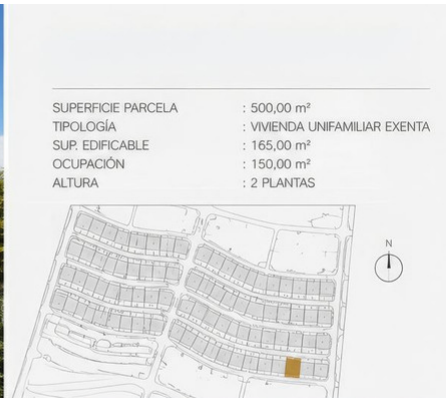 SUPERFICIE PARCELA : 500,00 m²
TIPOLOGÍA : VIVIENDA UNIFAMILIAR EXENTA
SUP. EDIFICABLE : 165,00 m²
OCUPACIÓN : 150,00 m²
ALTURA : 2 PLANTAS
N